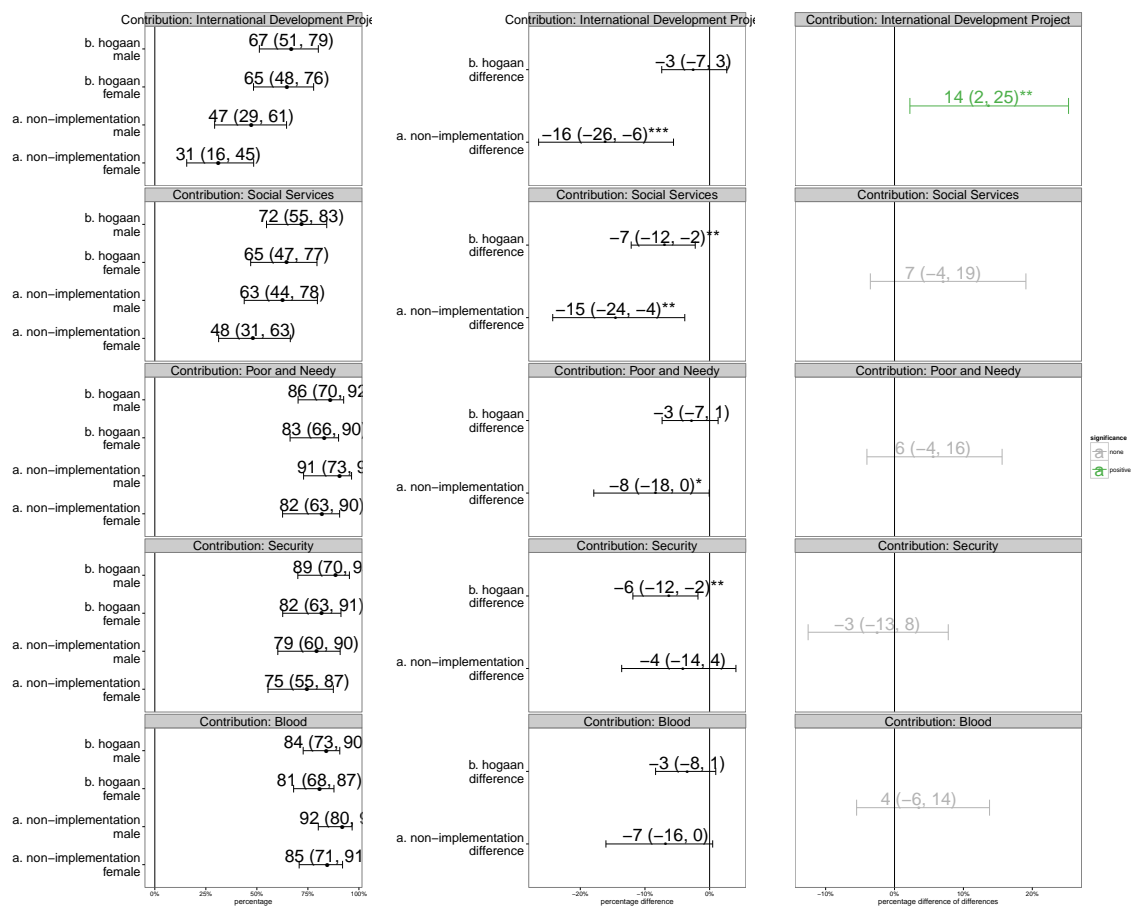 Contribution: International Development Proje
b. hogaan
male
67 (51, 79)
b. hogaan
female
65 (48, 76)
a. non−implementation
male
47 (29, 61)
a. non−implementation
female
31 (16, 45)
Contribution: Social Services
b. hogaan
male
72 (55, 83)
b. hogaan
female
65 (47, 77)
a. non−implementation
male
63 (44, 78)
a. non−implementation
female
48 (31, 63)
Contribution: Poor and Needy
b. hogaan
male
86 (70, 92
b. hogaan
female
83 (66, 90
a. non−implementation
male
91 (73, 9
a. non−implementation
female
82 (63, 90)
Contribution: Security
b. hogaan
male
89 (70, 9
b. hogaan
female
82 (63, 91)
a. non−implementation
male
79 (60, 90)
a. non−implementation
female
75 (55, 87)
Contribution: Blood
b. hogaan
male
84 (73, 90
b. hogaan
female
81 (68, 87)
a. non−implementation
male
92 (80, 9
a. non−implementation
female
85 (71, 91
0% 25% 50% 75% 100%
percentage
Contribution: International Development Proje
b. hogaan
difference
−3 (−7, 3)
a. non−implementation
difference
−16 (−26, −6)***
Contribution: Social Services
b. hogaan
difference
−7 (−12, −2)**
a. non−implementation
difference
−15 (−24, −4)**
Contribution: Poor and Needy
b. hogaan
difference
−3 (−7, 1)
a. non−implementation
difference
−8 (−18, 0)*
Contribution: Security
b. hogaan
difference
−6 (−12, −2)**
a. non−implementation
difference
−4 (−14, 4)
Contribution: Blood
b. hogaan
difference
−3 (−8, 1)
a. non−implementation
difference
−7 (−16, 0)
−20% −10% 0%
percentage difference
Contribution: International Development Project
14 (2, 25)**
Contribution: Social Services
7 (−4, 19)
Contribution: Poor and Needy
6 (−4, 16)
Contribution: Security
−3 (−13, 8)
Contribution: Blood
4 (−6, 14)
−10% 0% 10% 20%
percentage difference of differences
significance
a none
a positive